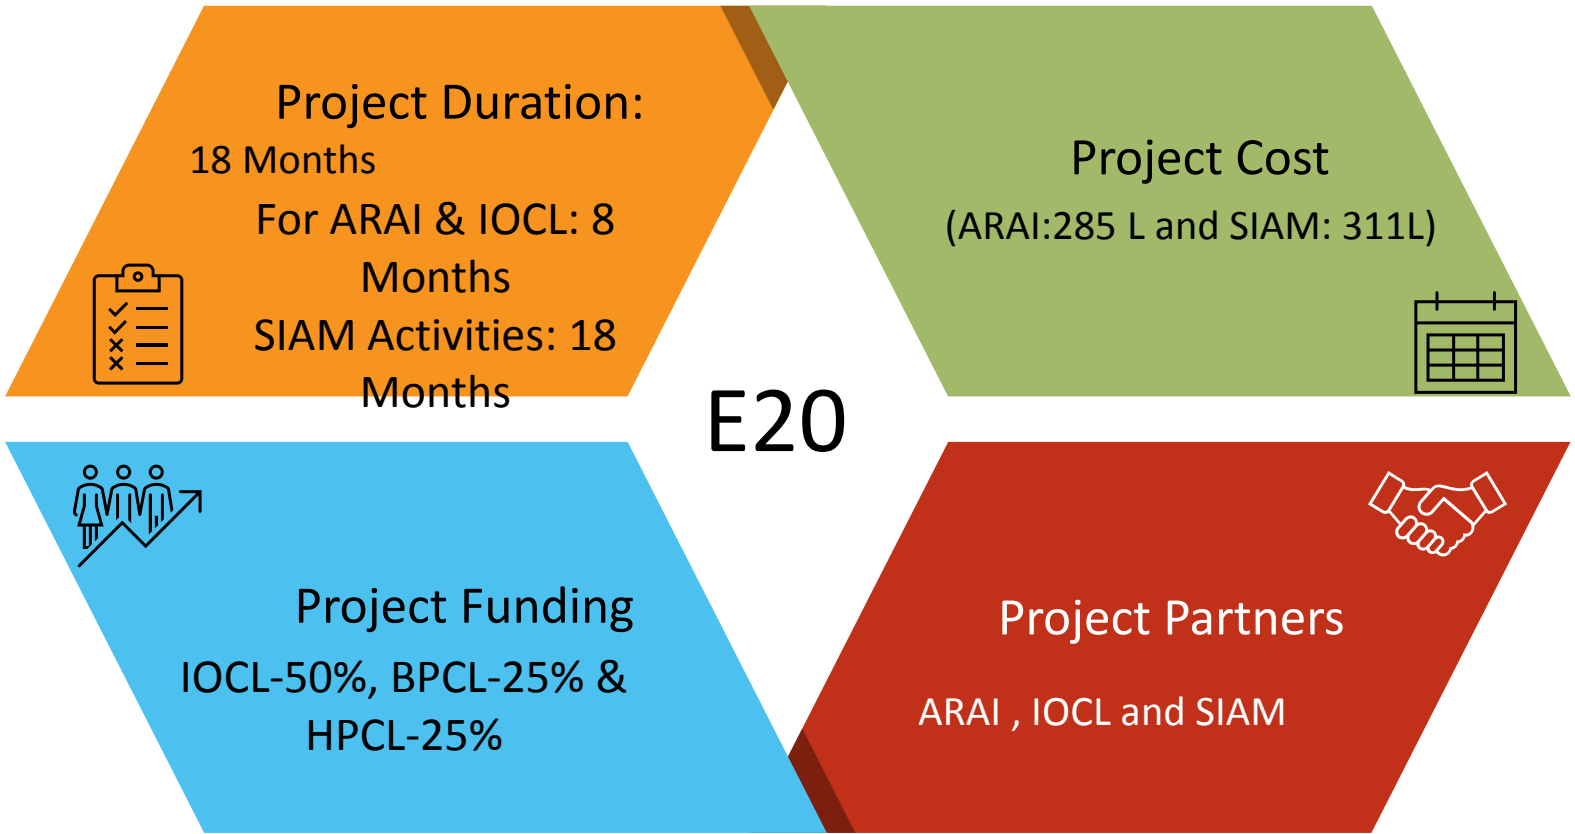 Project Duration:
18 Months
For ARAI & IOCL: 8
Months
SIAM Activities: 18
Months
Project Cost
(ARAI:285 L and SIAM: 311L)
E20
Project Funding
IOCL-50%, BPCL-25% &
HPCL-25%
Project Partners
ARAI , IOCL and SIAM